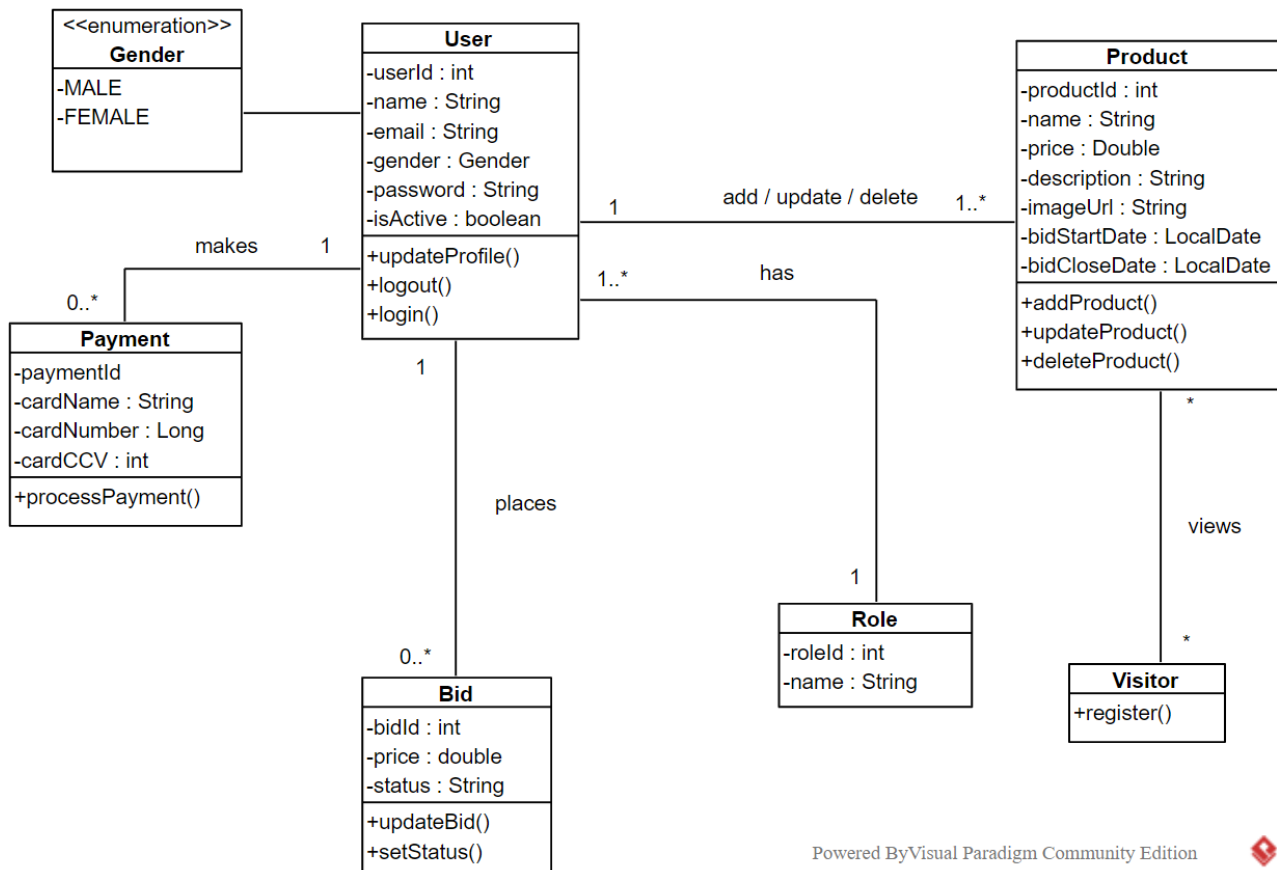 <<enumeration>>
Gender
-MALE
-FEMALE
User
-userId : int
-name : String
-email : String
-gender : Gender
-password : String
-isActive : boolean
+updateProfile()
+logout()
+login()
Product
-productId : int
-name : String
-price : Double
-description : String
-imageUrl : String
-bidStartDate : LocalDate
-bidCloseDate : LocalDate
+addProduct()
+updateProduct()
+deleteProduct()
1
add / update / delete
1..*
makes
1
0..*
1..*
has
1
Payment
-paymentId
-cardName : String
-cardNumber : Long
-cardCCV : int
+processPayment()
1
places
0..*
*
views
*
Role
-roleId : int
-name : String
Visitor
+register()
Bid
-bidId : int
-price : double
-status : String
+updateBid()
+setStatus()
Powered ByVisual Paradigm Community Edition